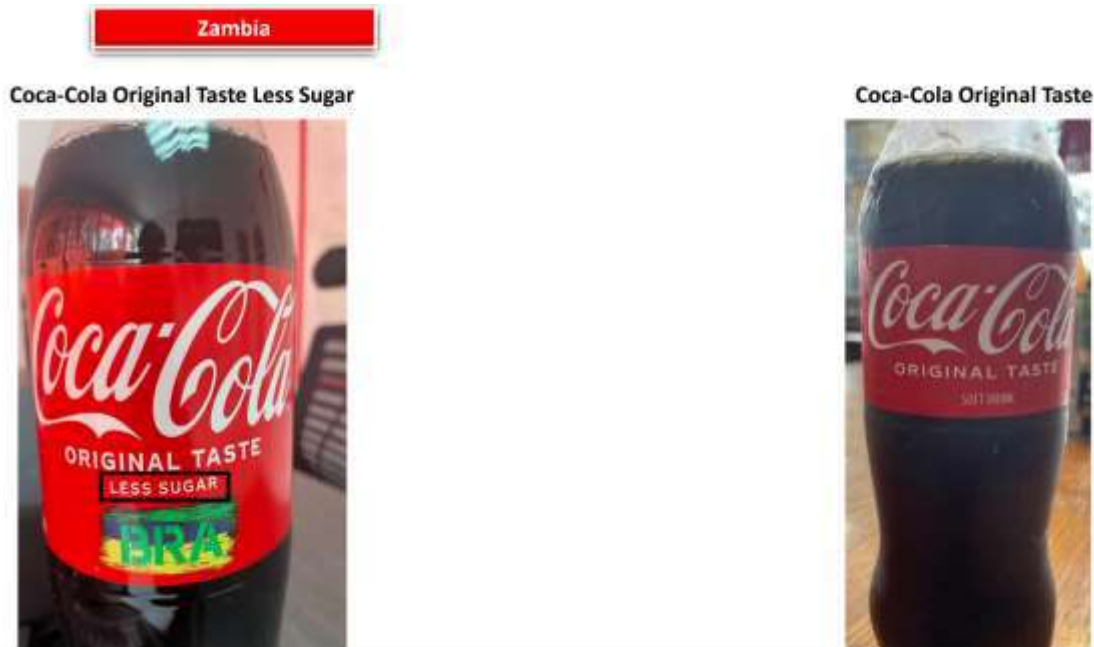 Zambia
Coca-Cola Original Taste Less Sugar
Coca-Cola Original Taste
Coca-Cola
ORIGINAL TASTE
LESS SUGAR
BRA
Coca-Cola
ORIGINAL TASTE
SOFT DRINK